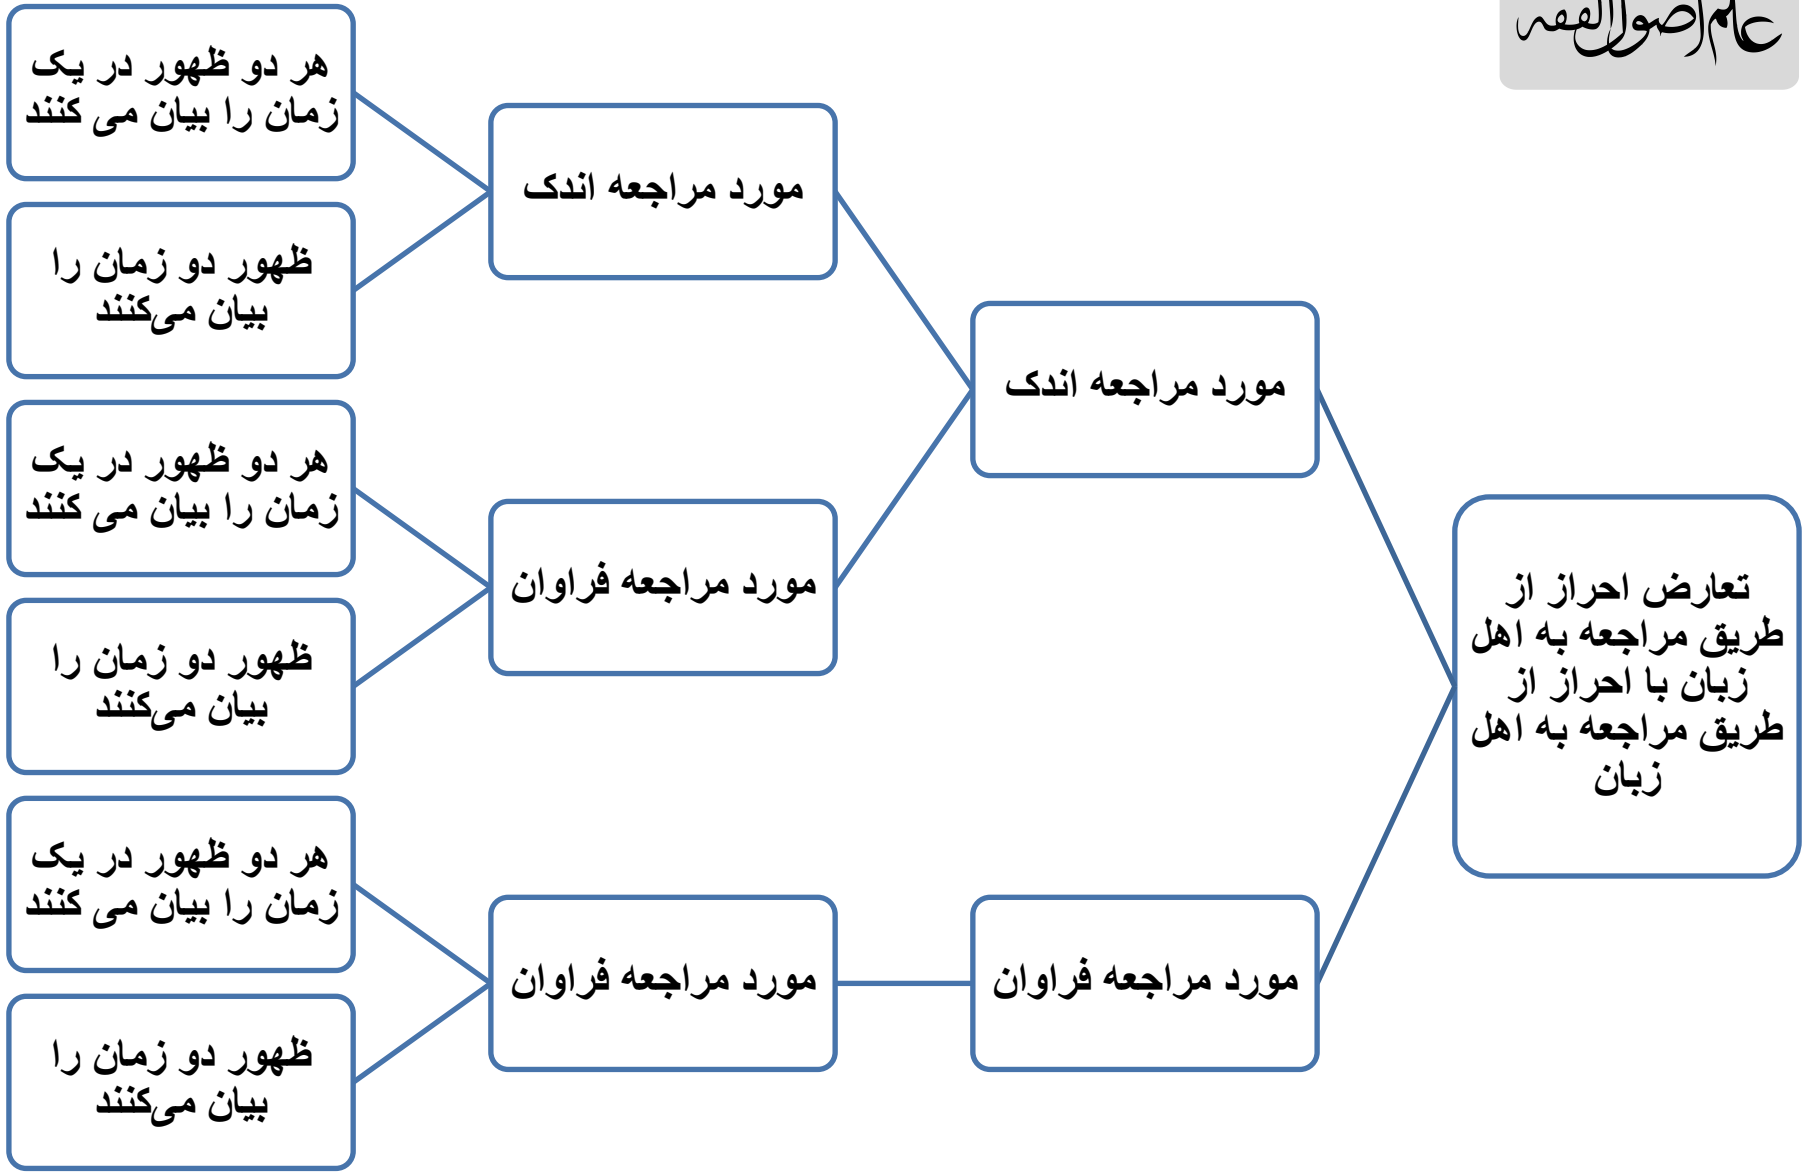 علم اصول الفقه
تعارض احراز از
طریق مراجعه به اهل
زبان با احراز از
طریق مراجعه به اهل
زبان
مورد مراجعه اندک
مورد مراجعه اندک
هر دو ظهور در یک
زمان را بیان می کنند
ظهور دو زمان را
بیان می‌کنند
مورد مراجعه فراوان
هر دو ظهور در یک
زمان را بیان می کنند
ظهور دو زمان را
بیان می‌کنند
مورد مراجعه فراوان
مورد مراجعه فراوان
هر دو ظهور در یک
زمان را بیان می کنند
ظهور دو زمان را
بیان می‌کنند